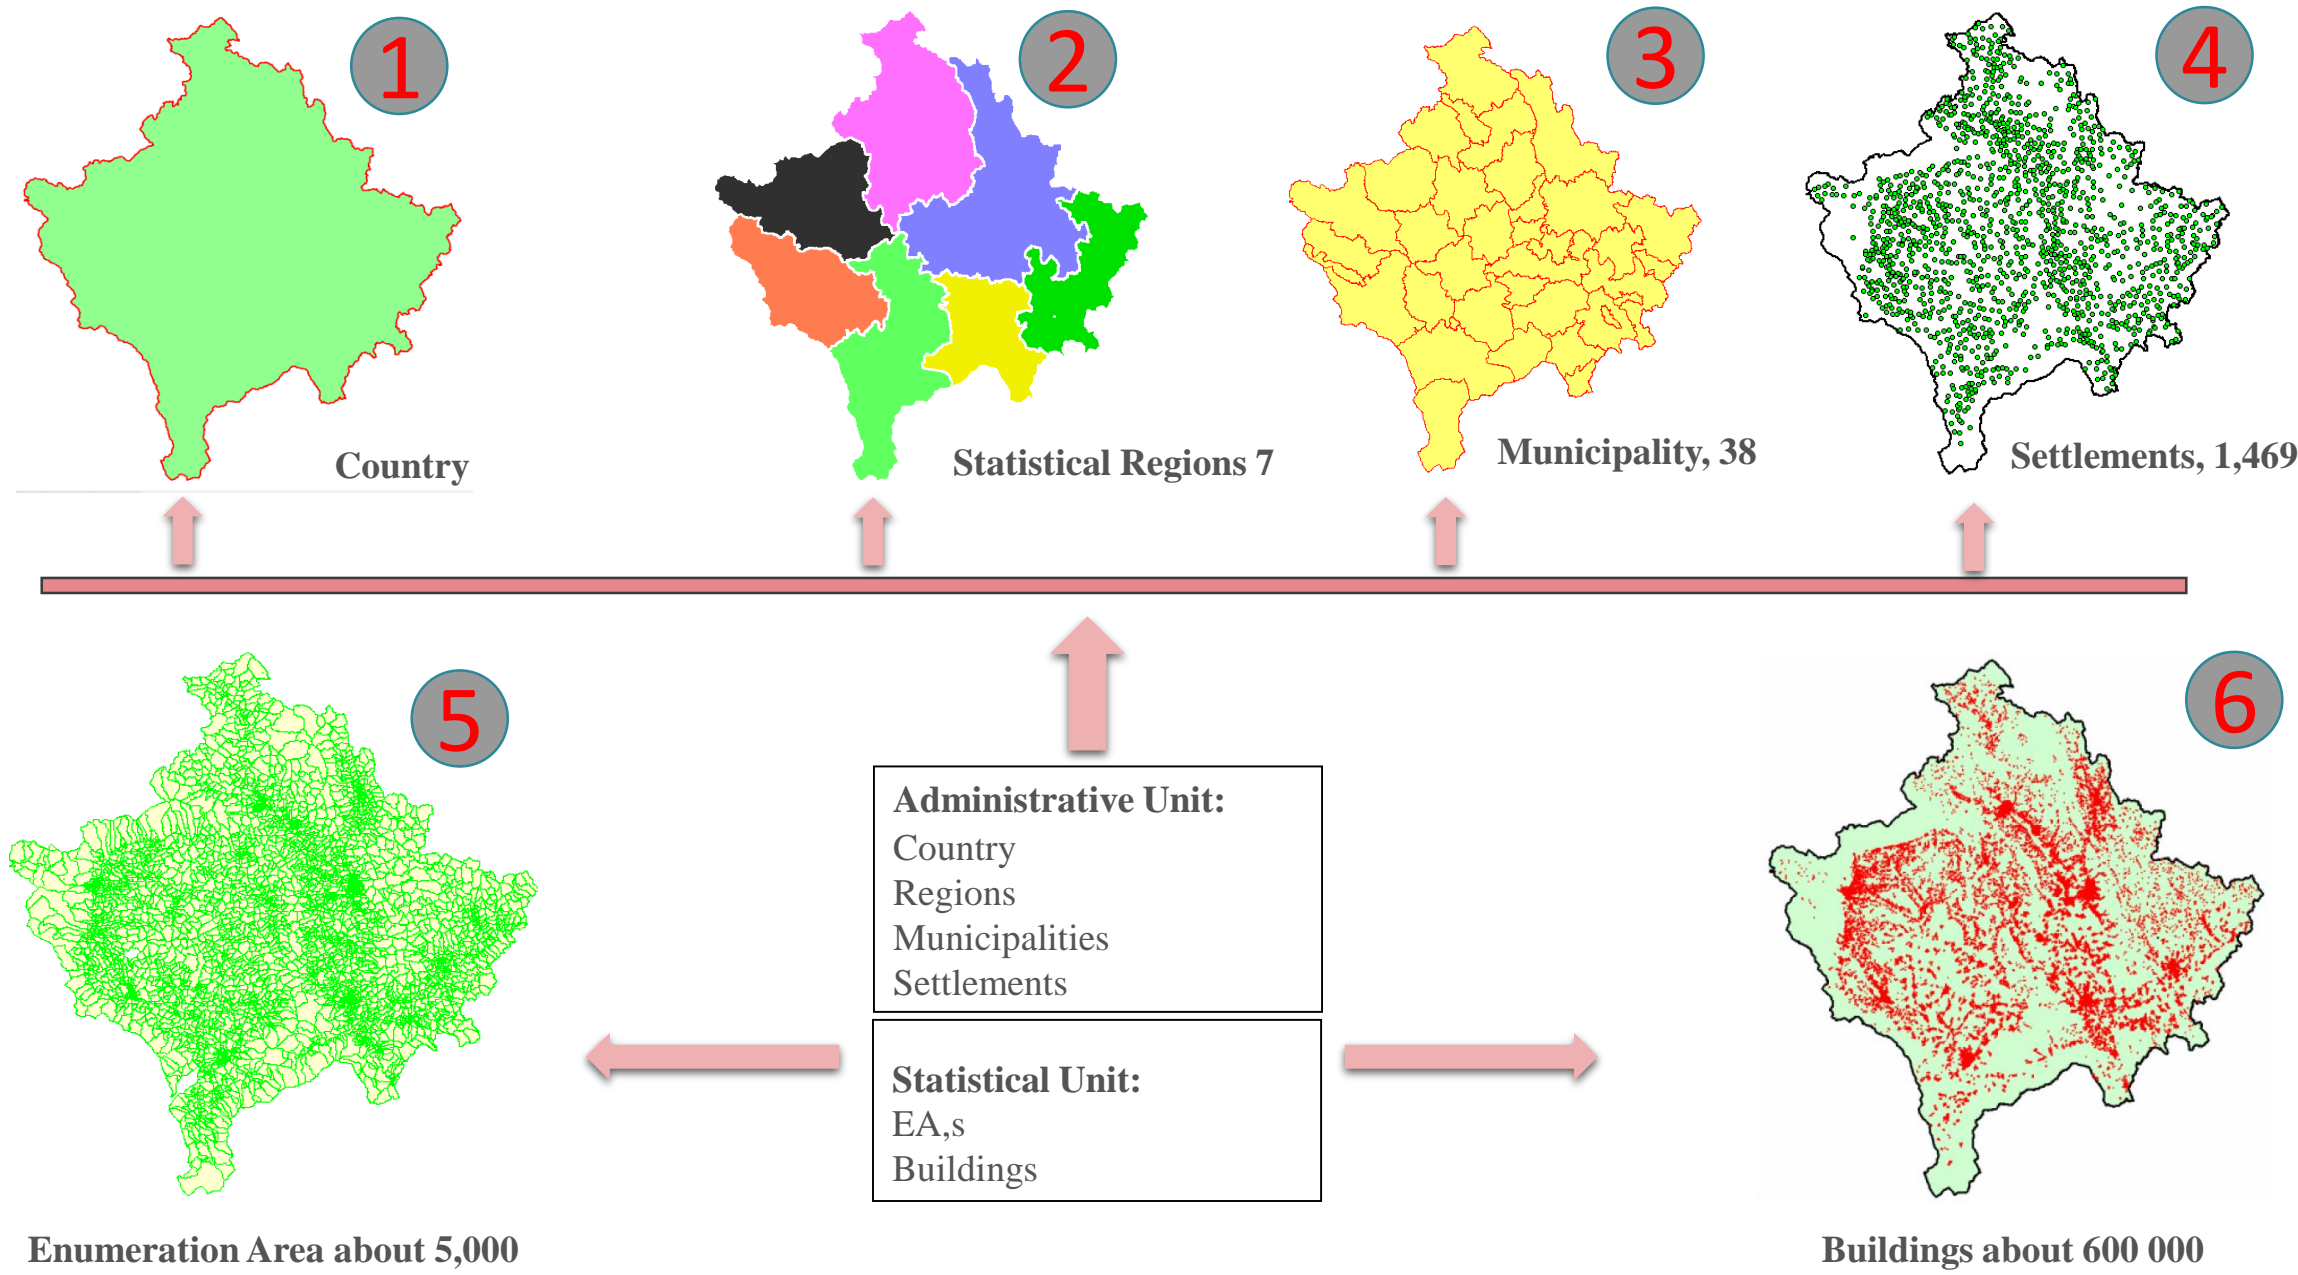 1
2
3
4
Country
Statistical Regions 7
Municipality, 38
Settlements, 1,469
5
6
Administrative Unit:
Country
Regions
Municipalities
Settlements
Statistical Unit:
EA,s
Buildings
Enumeration Area about 5,000
Buildings about 600 000